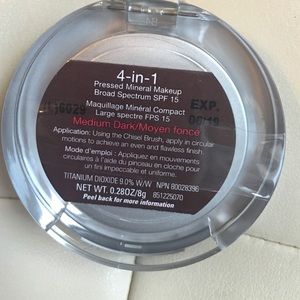 4-in-1
Pressed Mineral Makeup
Broad Spectrum SPF 15
Maquillage Minéral Compact
Large spectre FPS 15
Medium Dark/Moyen foncé
Application: Using the Chisel Brush, apply in circular
motions to achieve an even and flawless finish
Mode d'emploi: Appliquez en mouvements
circulaires à l'aide du pinceau en cloche pour
un fini impeccable et uniforme.
TITANIUM DIOXIDE 9.0% W/W NPN 80028396
NET WT. 0.28OZ/8g 851225070
Peel back for more information
EXP.